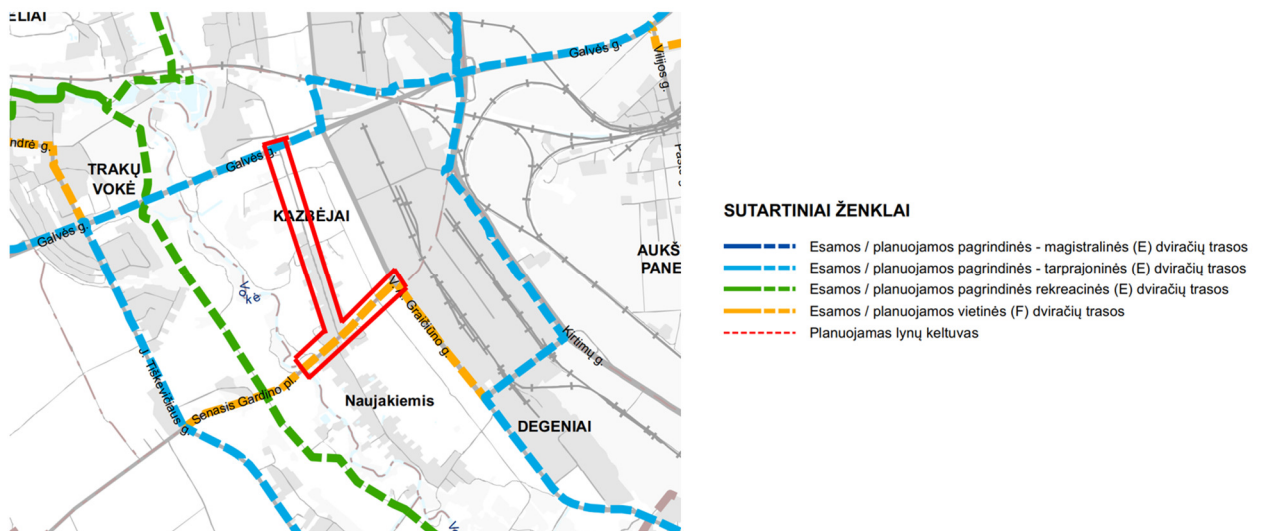 ELIAI
Galvės g.
Vilijos g.
ndrė g.
TRAKŲ
VOKĖ
Galvės g.
KAZBĖJAI
Galvės g.
Vokė
AUKŠ
PANE
V. A. Graičiūno g.
Kirtimų g.
J. Tiškevičiaus g.
Senasis Gardino pl.
Naujakiemis
DEGENIAI
SUTARTINIAI ŽENKLAI
Esamos / planuojamos pagrindinės - magistralinės (E) dviračių trasos
Esamos / planuojamos pagrindinės - tarprajoninės (E) dviračių trasos
Esamos / planuojamos pagrindinės rekreacinės (E) dviračių trasos
Esamos / planuojamos vietinės (F) dviračių trasos
Planuojamas lynų keltuvas